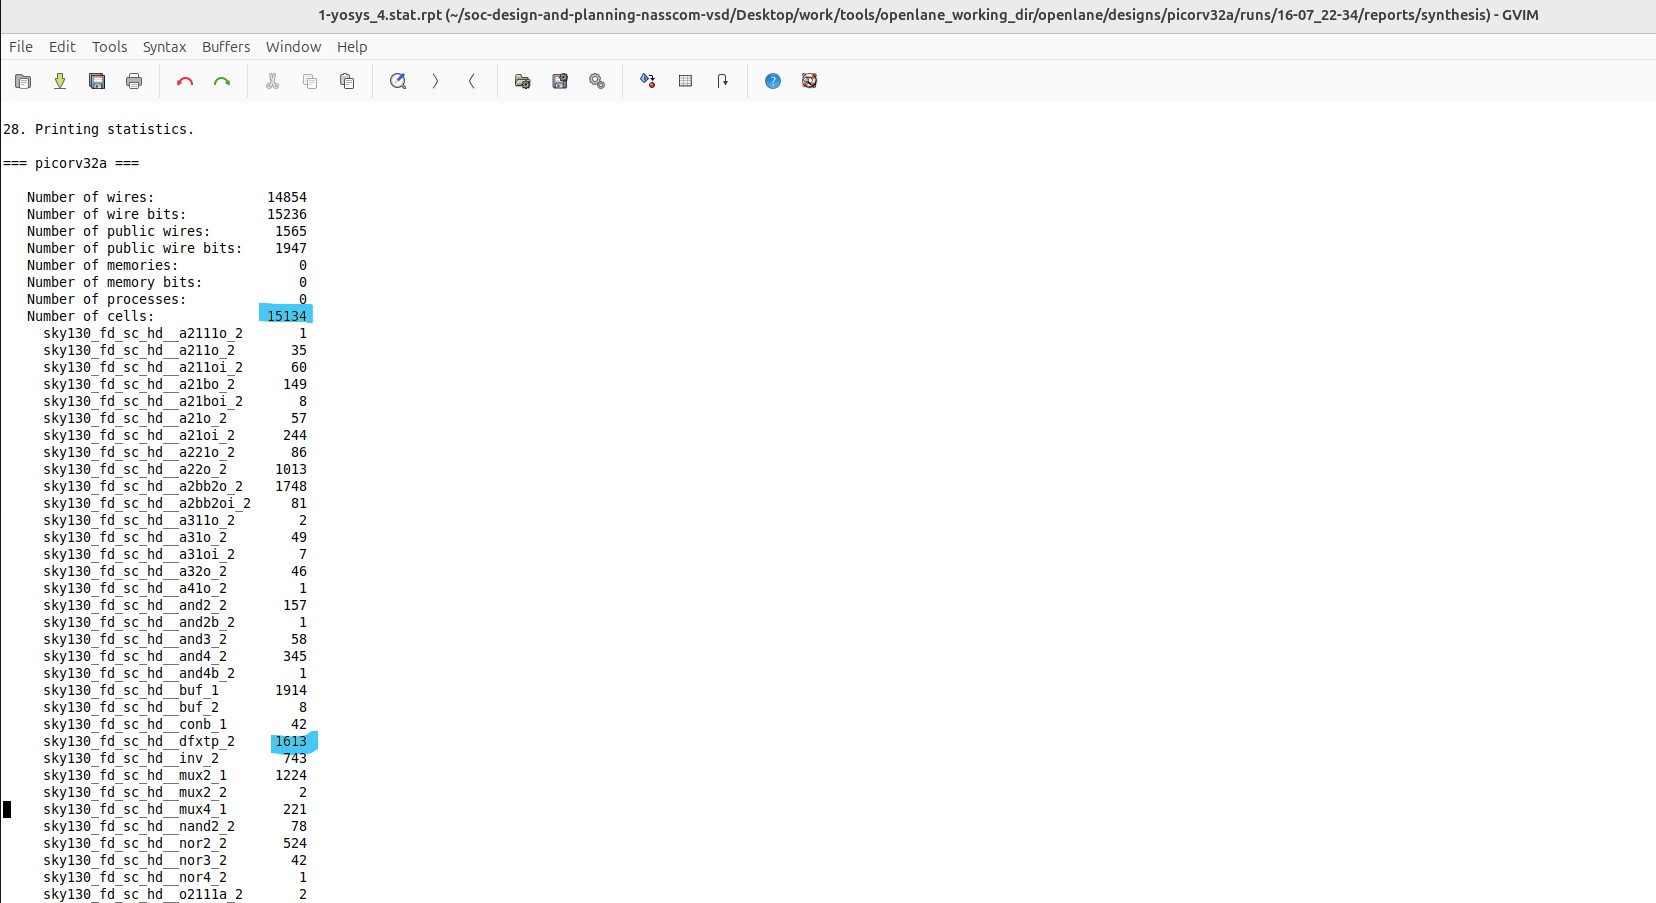 1-yosys_4.stat.rpt (~/soc-design-and-planning-nasscom-vsd/Desktop/work/tools/openlane_working_dir/openlane/designs/picorv32a/runs/16-07_22-34/reports/synthesis) - GVIM
File Edit Tools Syntax Buffers Window Help
28. Printing statistics.
=== picorv32a ===
Number of wires: 14854
Number of wire bits: 15236
Number of public wires: 1565
Number of public wire bits: 1947
Number of memories: 0
Number of memory bits: 0
Number of processes: 0
Number of cells: 15134
sky130_fd_sc_hd__a2111o_2 1
sky130_fd_sc_hd__a211o_2 35
sky130_fd_sc_hd__a211oi_2 60
sky130_fd_sc_hd__a21bo_2 149
sky130_fd_sc_hd__a21boi_2 8
sky130_fd_sc_hd__a21o_2 57
sky130_fd_sc_hd__a21oi_2 244
sky130_fd_sc_hd__a221o_2 86
sky130_fd_sc_hd__a22o_2 1013
sky130_fd_sc_hd__a2bb2o_2 1748
sky130_fd_sc_hd__a2bb2oi_2 81
sky130_fd_sc_hd__a311o_2 2
sky130_fd_sc_hd__a31o_2 49
sky130_fd_sc_hd__a31oi_2 7
sky130_fd_sc_hd__a32o_2 46
sky130_fd_sc_hd__a41o_2 1
sky130_fd_sc_hd__and2_2 157
sky130_fd_sc_hd__and2b_2 1
sky130_fd_sc_hd__and3_2 58
sky130_fd_sc_hd__and4_2 345
sky130_fd_sc_hd__and4b_2 1
sky130_fd_sc_hd__buf_1 1914
sky130_fd_sc_hd__buf_2 8
sky130_fd_sc_hd__conb_1 42
sky130_fd_sc_hd__dfxtp_2 1613
sky130_fd_sc_hd__inv_2 743
sky130_fd_sc_hd__mux2_1 1224
sky130_fd_sc_hd__mux2_2 2
sky130_fd_sc_hd__mux4_1 221
sky130_fd_sc_hd__nand2_2 78
sky130_fd_sc_hd__nor2_2 524
sky130_fd_sc_hd__nor3_2 42
sky130_fd_sc_hd__nor4_2 1
sky130_fd_sc_hd__o2111a_2 2